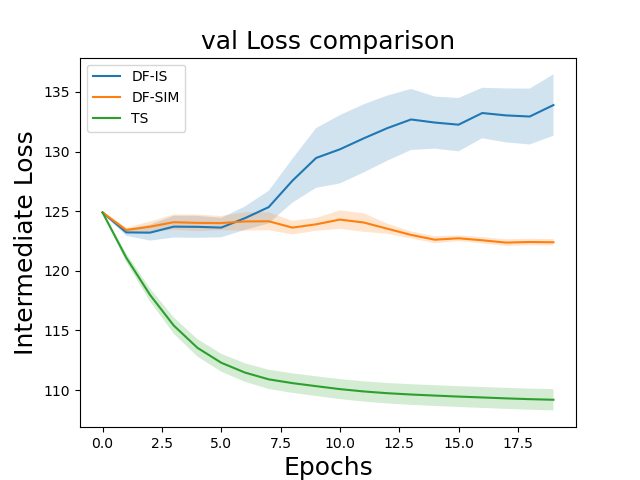 val Loss comparison
DF-IS
DF-SIM
TS
Intermediate Loss
135
130
125
120
115
110
0.0 2.5 5.0 7.5 10.0 12.5 15.0 17.5
Epochs